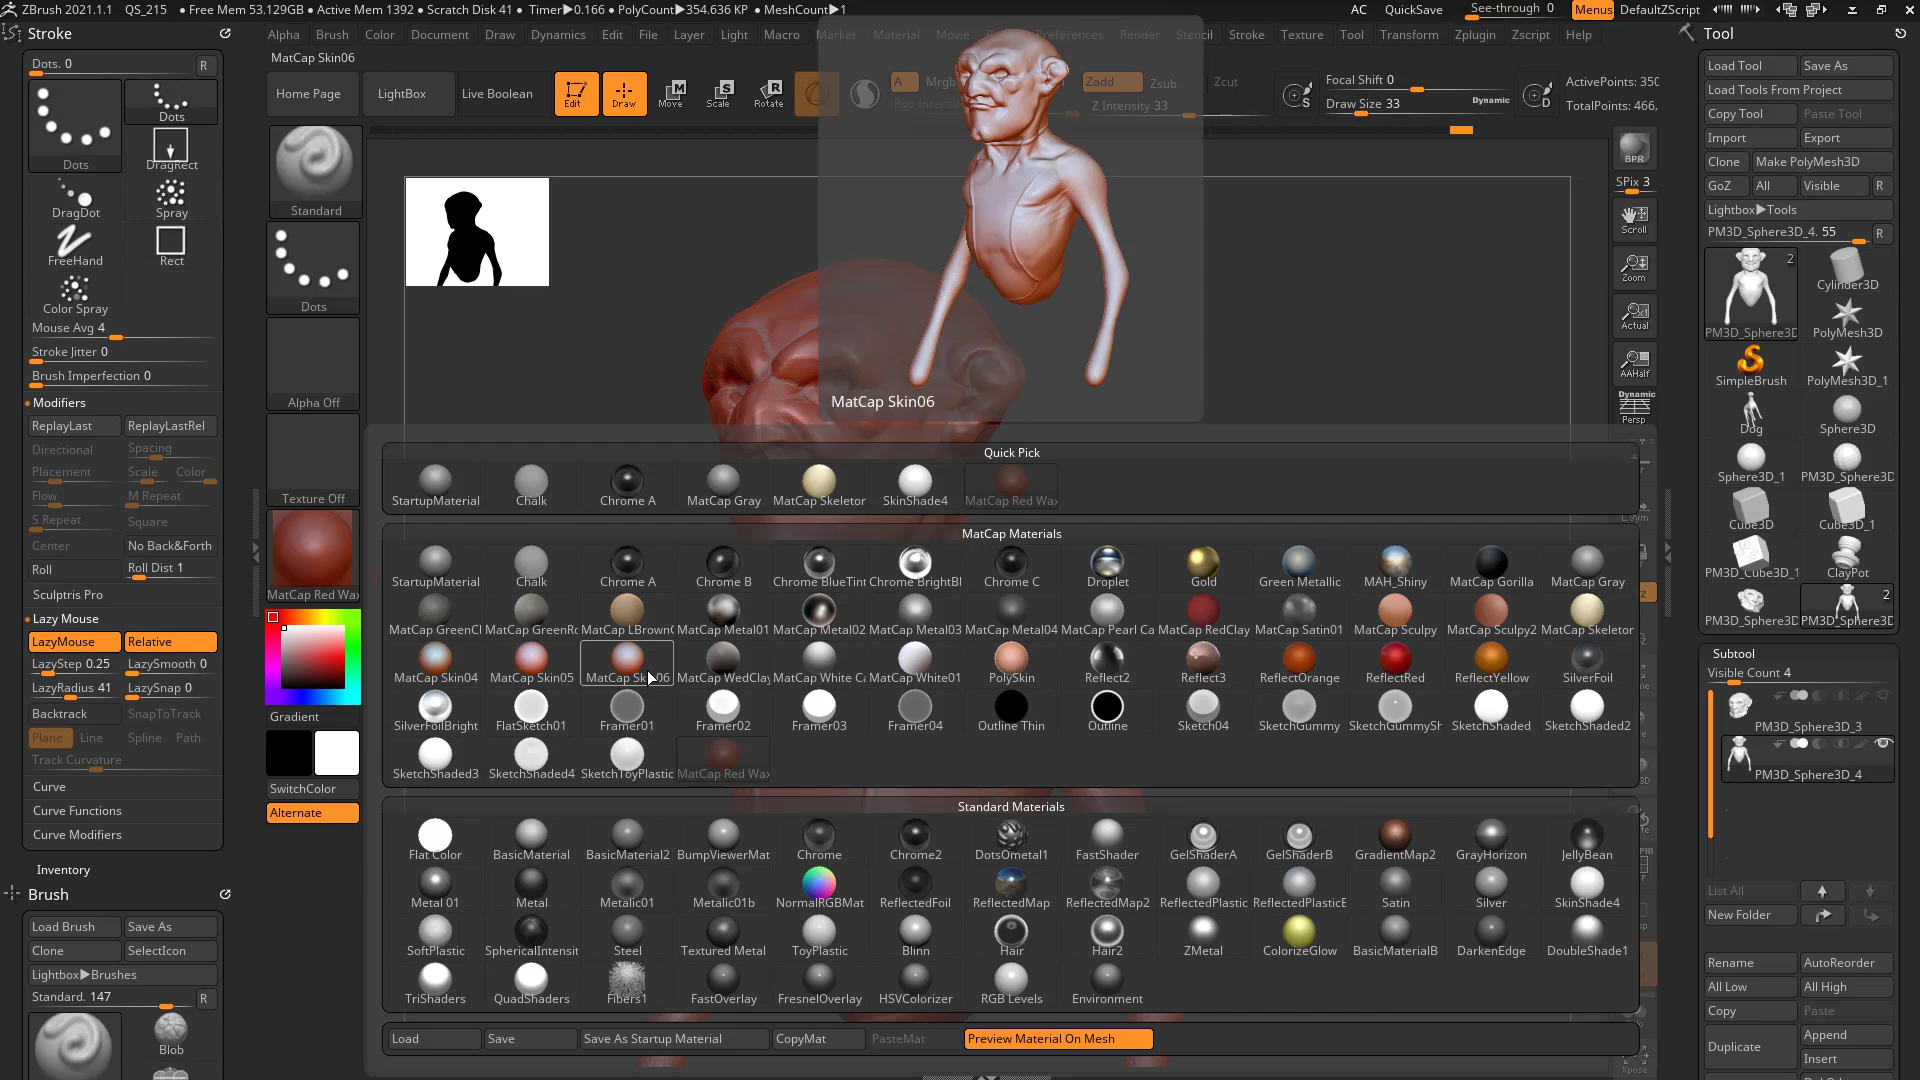 ZBrush 2021.1.1 QS_215 • Free Mem 53.129GB • Active Mem 1392 • Scratch Disk 41 • Timer▶0.166 • PolyCount▶354.636 KP • MeshCount▶1 AC QuickSave See-through 0 Menus DefaultZScript
Stroke
Alpha Brush Color Document Draw Dynamics Edit File Layer Light Macro Marker Material Movie Preferences Render Stencil Stroke Texture Tool Transform Zplugin Zscript Help
Tool
MatCap Skin06
Home Page LightBox Live Boolean Edit Draw Move Scale Rotate A Mrgb Zadd Zsub Zcut
Z Intensity 33
Focal Shift 0
Draw Size 33 Dynamic
S D
ActivePoints: 350
TotalPoints: 466,
Dots. 0 R
Dots
Dots
DragRect
DragDot Spray
FreeHand Rect
Color Spray
Mouse Avg 4
Stroke Jitter 0
Brush Imperfection 0
Modifiers
ReplayLast ReplayLastRel
Directional Spacing
Placement Scale Color
Flow M Repeat
S Repeat Square
Center No Back&Forth
Roll Roll Dist 1
Sculptris Pro
Lazy Mouse
LazyMouse Relative
LazyStep 0.25 LazySmooth 0
LazyRadius 41 LazySnap 0
Backtrack SnapToTrack
Plane Line Spline Path
Track Curvature
Curve
Curve Functions
Curve Modifiers
Inventory
Brush
Load Brush Save As
Clone SelectIcon
Lightbox▶Brushes
Standard. 147 R
Blob
Standard
Dots
Alpha Off
Texture Off
MatCap Red Wax
Gradient
SwitchColor
Alternate
MatCap Skin06
Quick Pick
StartupMaterial Chalk Chrome A MatCap Gray MatCap Skeletor SkinShade4 MatCap Red Wax
MatCap Materials
StartupMaterial Chalk Chrome A Chrome B Chrome BlueTint Chrome BrightBl Chrome C Droplet Gold Green Metallic MAH_Shiny MatCap Gorilla MatCap Gray
MatCap GreenCl MatCap GreenRo MatCap LBrown MatCap Metal01 MatCap Metal02 MatCap Metal03 MatCap Metal04 MatCap Pearl Ca MatCap RedClay MatCap Satin01 MatCap Sculpy MatCap Sculpy2 MatCap Skeletor
MatCap Skin04 MatCap Skin05 MatCap Skin06 MatCap WedClay MatCap White Ca MatCap White01 PolySkin Reflect2 Reflect3 ReflectOrange ReflectRed ReflectYellow SilverFoil
SilverFoilBright FlatSketch01 Framer01 Framer02 Framer03 Framer04 Outline Thin Outline Sketch04 SketchGummy SketchGummySh SketchShaded SketchShaded2
SketchShaded3 SketchShaded4 SketchToyPlastic MatCap Red Wax
Standard Materials
Flat Color BasicMaterial BasicMaterial2 BumpViewerMat Chrome Chrome2 DotsOmetal1 FastShader GelShaderA GelShaderB GradientMap2 GrayHorizon JellyBean
Metal 01 Metal Metalic01 Metalic01b NormalRGBMat ReflectedFoil ReflectedMap ReflectedMap2 ReflectedPlastic ReflectedPlasticB Satin Silver SkinShade4
SoftPlastic SphericalIntensit Steel Textured Metal ToyPlastic Blinn Hair Hair2 ZMetal ColorizeGlow BasicMaterialB DarkenEdge DoubleShade1
TriShaders QuadShaders Fibers1 FastOverlay FresnelOverlay HSVColorizer RGB Levels Environment
Load Save Save As Startup Material CopyMat PasteMat Preview Material On Mesh
BPR
SPix 3
Scroll
Zoom
Actual
AAHalf
Dynamic
Persp
Xpose
Load Tool Save As
Load Tools From Project
Copy Tool Paste Tool
Import Export
Clone Make PolyMesh3D
GoZ All Visible R
Lightbox▶Tools
PM3D_Sphere3D_4. 55 R
2
PM3D_Sphere3D Cylinder3D
PolyMesh3D
SimpleBrush PolyMesh3D_1
Dog Sphere3D
Sphere3D_1 PM3D_Sphere3D
Cube3D Cube3D_1
PM3D_Cube3D_1 ClayPot
2
PM3D_Sphere3D PM3D_Sphere3D
Subtool
Visible Count 4
PM3D_Sphere3D_3
PM3D_Sphere3D_4
List All
New Folder
Rename AutoReorder
All Low All High
Copy Paste
Duplicate Append
Insert